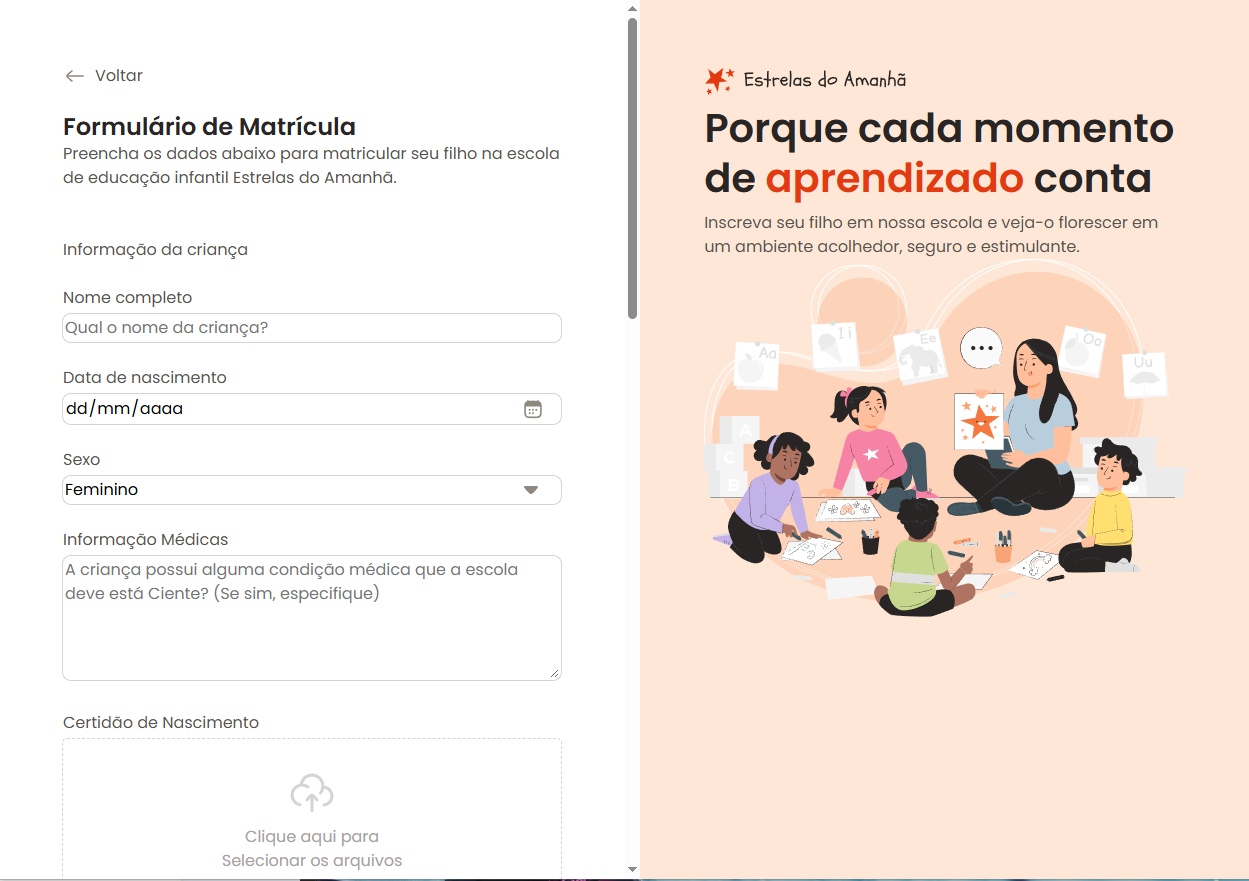 Voltar
Formulário de Matrícula
Preencha os dados abaixo para matricular seu filho na escola
de educação infantil Estrelas do Amanhã.
Informação da criança
Nome completo
Qual o nome da criança?
Data de nascimento
dd/mm/aaaa
Sexo
Feminino
Informação Médicas
A criança possui alguma condição médica que a escola
deve está Ciente? (Se sim, especifique)
Certidão de Nascimento
Clique aqui para
Selecionar os arquivos
Estrelas do Amanhã
Porque cada momento
de aprendizado conta
Inscreva seu filho em nossa escola e veja-o florescer em
um ambiente acolhedor, seguro e estimulante.
Aa
Ii
Ee
Oo
Uu
A
C
B